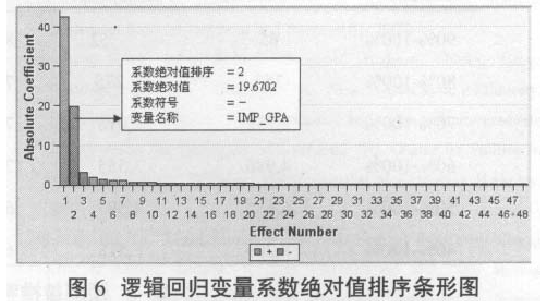 Absolute Coefficient
40
30
20
10
0
系数绝对值排序 = 2
系数绝对值 = 19.6702
系数符号 = -
变量名称 = IMP_GPA
1 3 5 7 9 11 13 15 17 19 21 23 25 27 29 31 33 35 37 39 41 43 45 47
2 4 6 8 10 12 14 16 18 20 22 24 26 28 30 32 34 36 38 40 42 44 46 48
Effect Number
+ -
图 6 逻辑回归变量系数绝对值排序条形图